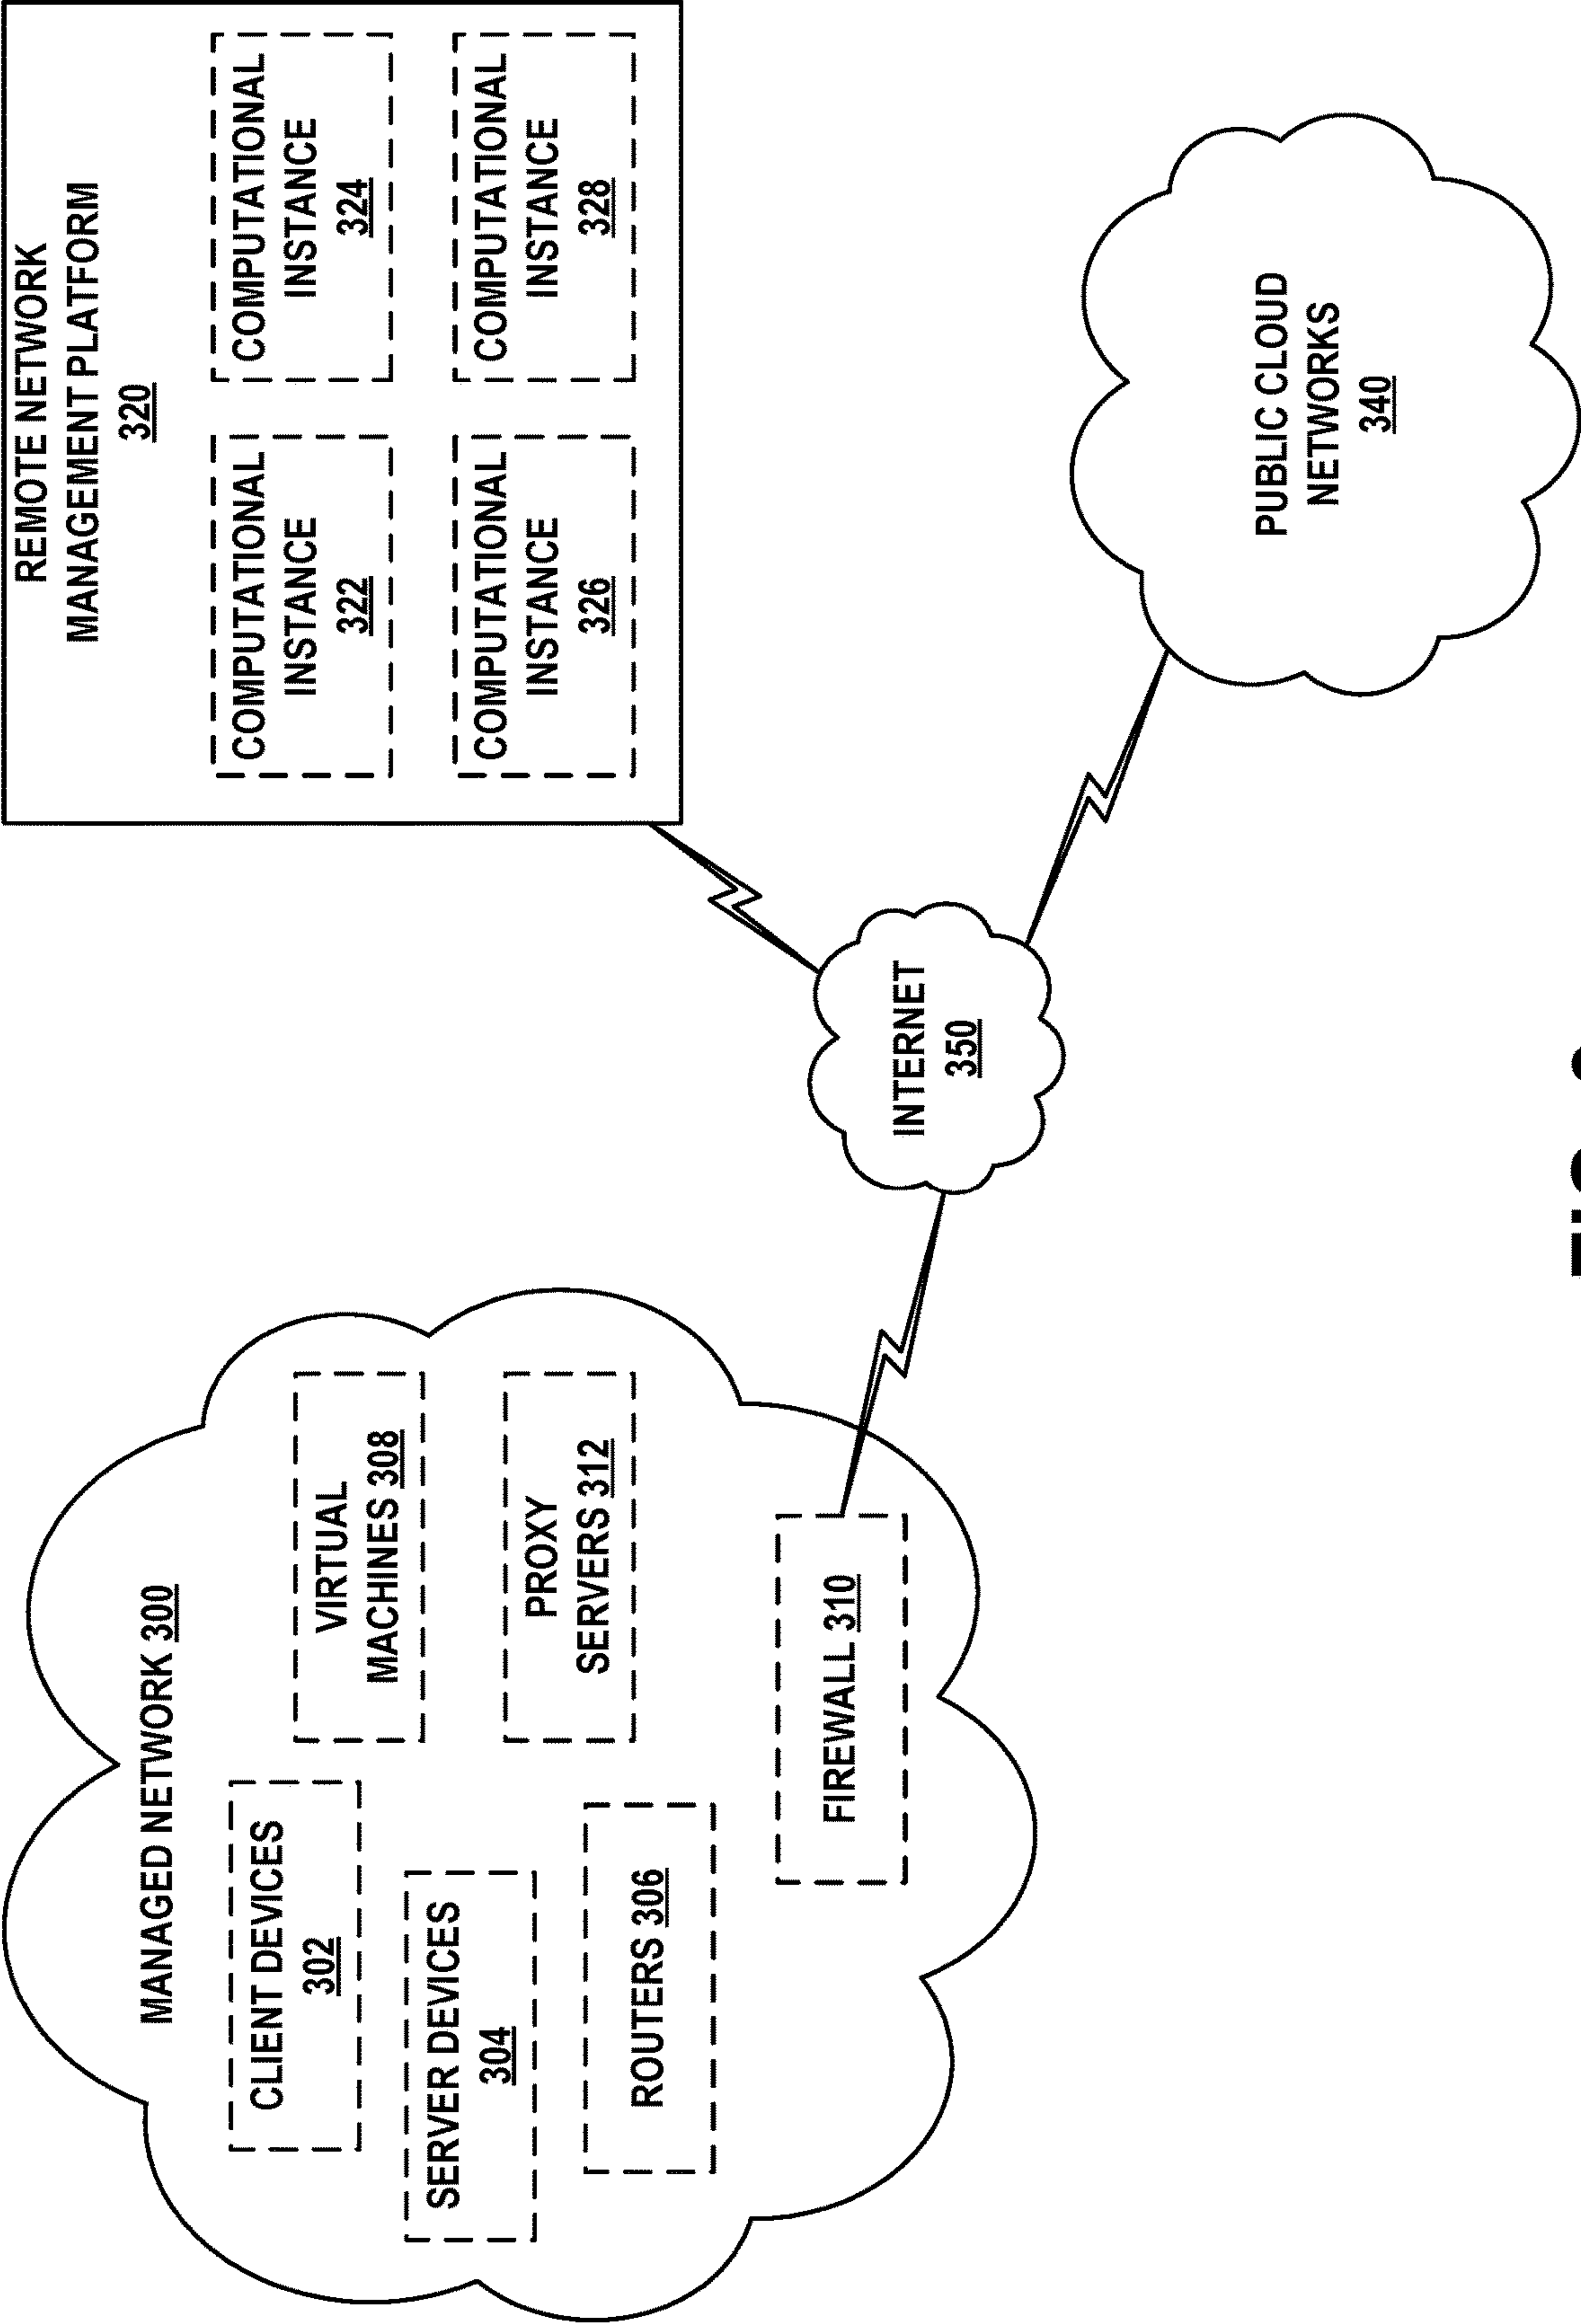 MANAGED NETWORK 300
CLIENT DEVICES
302
VIRTUAL
MACHINES 308
SERVER DEVICES
304
PROXY
SERVERS 312
ROUTERS 306
FIREWALL 310
INTERNET
350
REMOTE NETWORK
MANAGEMENT PLATFORM
320
COMPUTATIONAL
INSTANCE
322
COMPUTATIONAL
INSTANCE
324
COMPUTATIONAL
INSTANCE
326
COMPUTATIONAL
INSTANCE
328
PUBLIC CLOUD
NETWORKS
340